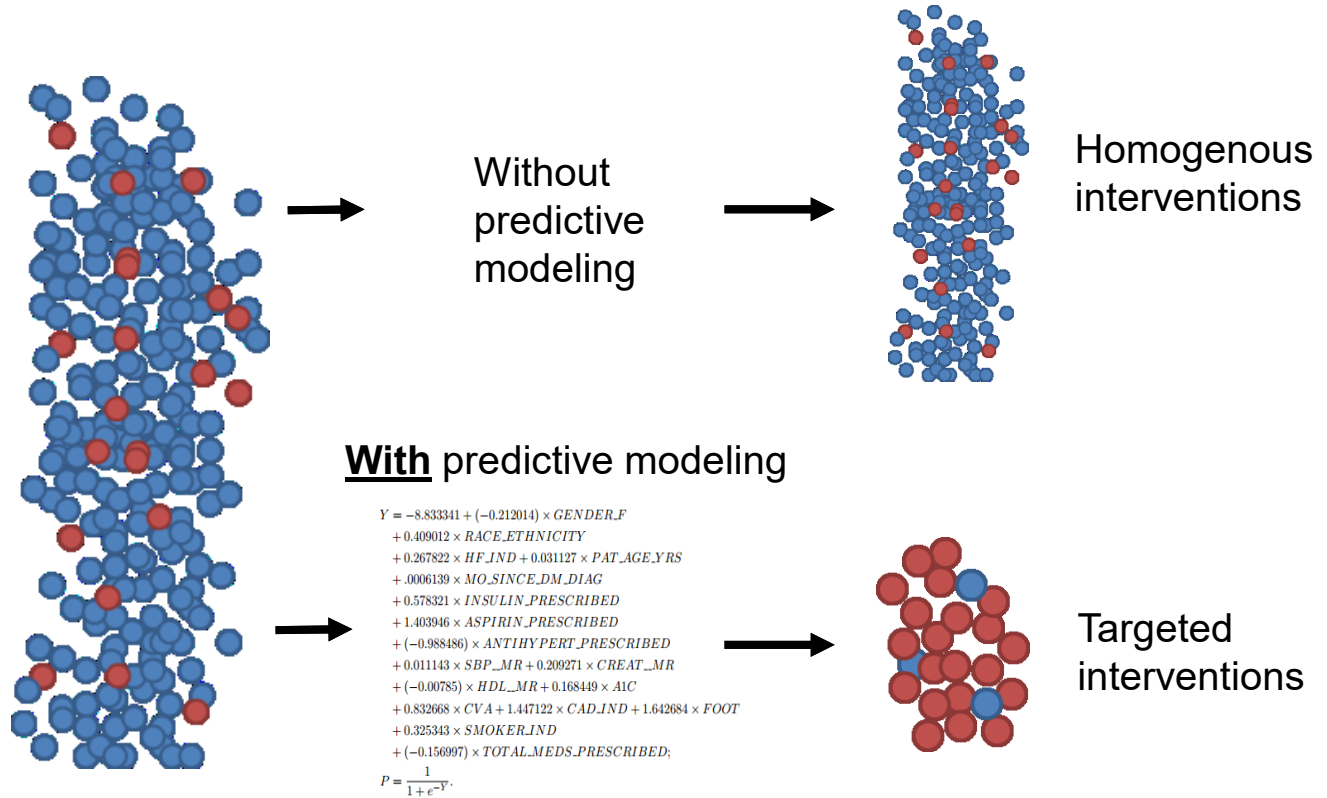 Without
predictive
modeling
Homogenous
interventions
With predictive modeling
Y = −8.833341 + (−0.212014) × GENDER_F
+ 0.409012 × RACE_ETHNICITY
+ 0.267822 × HF_IND + 0.031127 × PAT_AGE_YRS
+ .0006139 × MO_SINCE_DM_DIAG
+ 0.578321 × INSULIN_PRESCRIBED
+ 1.403946 × ASPIRIN_PRESCRIBED
+ (−0.988486) × ANTIHYPERT_PRESCRIBED
+ 0.011143 × SBP__MR + 0.209271 × CREAT__MR
+ (−0.00785) × HDL__MR + 0.168449 × A1C
+ 0.832668 × CVA + 1.447122 × CAD_IND + 1.642684 × FOOT
+ 0.325343 × SMOKER_IND
+ (−0.156997) × TOTAL_MEDS_PRESCRIBED;
P = 1 / 1 + e^−Y.
Targeted
interventions